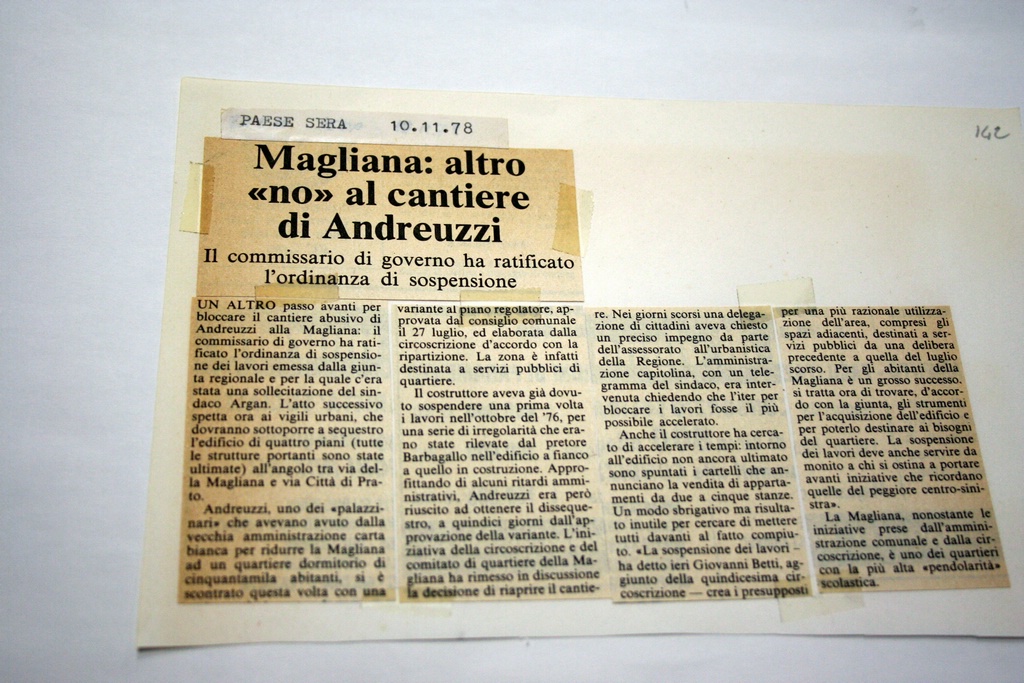 PAESE SERA 10.11.78
142
Magliana: altro
«no» al cantiere
di Andreuzzi
Il commissario di governo ha ratificato
l'ordinanza di sospensione
UN ALTRO passo avanti per
bloccare il cantiere abusivo di
Andreuzzi alla Magliana: il
commissario di governo ha rati-
ficato l'ordinanza di sospensio-
ne dei lavori emessa dalla giun-
ta regionale e per la quale c'era
stata una sollecitazione del sin-
daco Argan. L'atto successivo
spetta ora ai vigili urbani, che
dovranno sottoporre a sequestro
l'edificio di quattro piani (tutte
le strutture portanti sono state
ultimate) all'angolo tra via del-
la Magliana e via Città di Pra-
to.
Andreuzzi, uno dei «palazzi-
nari» che avevano avuto dalla
vecchia amministrazione carta
bianca per ridurre la Magliana
ad un quartiere dormitorio di
cinquantamila abitanti, si è
scontrato questa volta con una
variante al piano regolatore, ap-
provata dal consiglio comunale
il 27 luglio, ed elaborata dalla
circoscrizione d'accordo con la
ripartizione. La zona è infatti
destinata a servizi pubblici di
quartiere.
Il costruttore aveva già dovu-
to sospendere una prima volta
i lavori nell'ottobre del '76, per
una serie di irregolarità che era-
no state rilevate dal pretore
Barbagallo nell'edificio a fianco
a quello in costruzione. Appro-
fittando di alcuni ritardi ammi-
nistrativi, Andreuzzi era però
riuscito ad ottenere il disseque-
stro, a quindici giorni dall'ap-
provazione della variante. L'ini-
ziativa della circoscrizione e del
comitato di quartiere della Ma-
gliana ha rimesso in discussione
la decisione di riaprire il cantie-
re. Nei giorni scorsi una delega-
zione di cittadini aveva chiesto
un preciso impegno da parte
dell'assessorato all'urbanistica
della Regione. L'amministra-
zione capitolina, con un tele-
gramma del sindaco, era inter-
venuta chiedendo che l'iter per
bloccare i lavori fosse il più
possibile accelerato.
Anche il costruttore ha cerca-
to di accelerare i tempi: intorno
all'edificio non ancora ultimato
sono spuntati i cartelli che an-
nunciano la vendita di apparta-
menti da due a cinque stanze.
Un modo sbrigativo ma risulta-
to inutile per cercare di mettere
tutti davanti al fatto compiu-
to. «La sospensione dei lavori —
ha detto ieri Giovanni Betti, ag-
giunto della quindicesima cir-
coscrizione — crea i presupposti
per una più razionale utilizza-
zione dell'area, compresi gli
spazi adiacenti, destinati a ser-
vizi pubblici da una delibera
precedente a quella del luglio
scorso. Per gli abitanti della
Magliana è un grosso successo.
si tratta ora di trovare, d'accor-
do con la giunta, gli strumenti
per l'acquisizione dell'edificio e
per poterlo destinare ai bisogni
del quartiere. La sospensione
dei lavori deve anche servire da
monito a chi si ostina a portare
avanti iniziative che ricordano
quelle del peggiore centro-sini-
stra».
La Magliana, nonostante le
iniziative prese dall'ammini-
strazione comunale e dalla cir-
coscrizione, è uno dei quartieri
con la più alta «pendolarità»
scolastica.